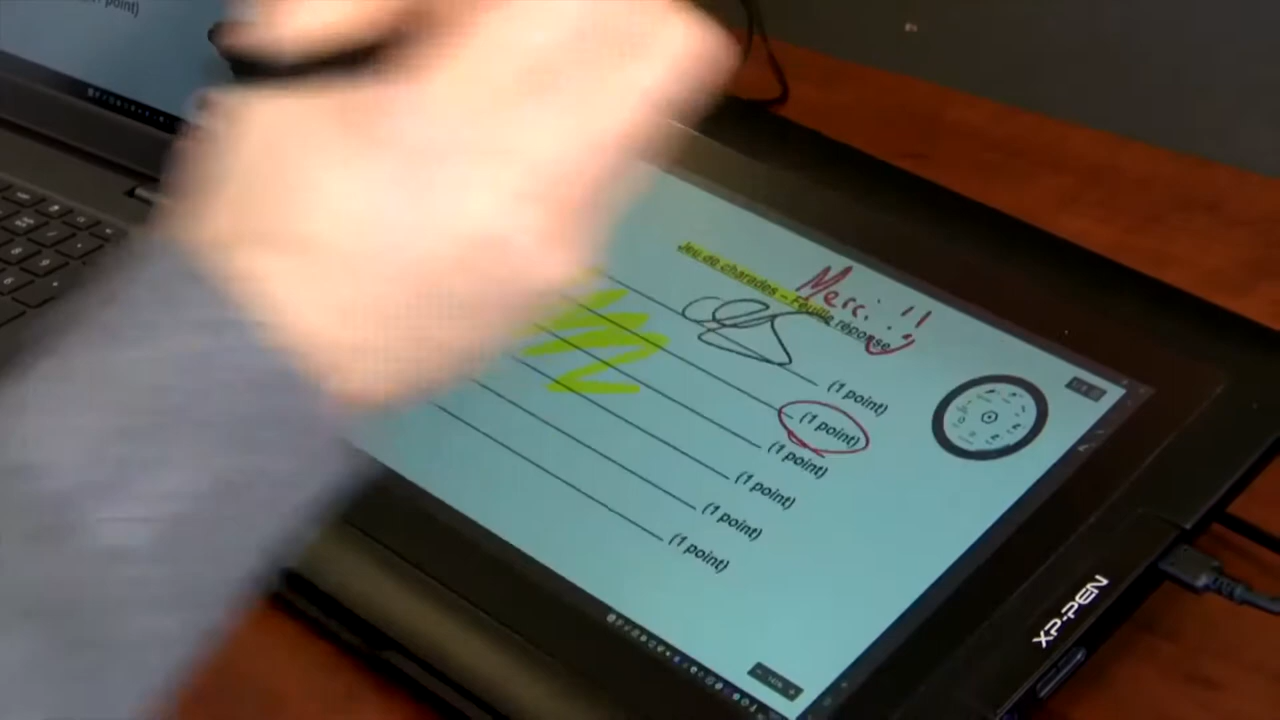 point)
Merci !!
Jeu de charades – Feuille réponse
(1 point)
(1 point)
(1 point)
(1 point)
(1 point)
(1 point)
XP-PEN